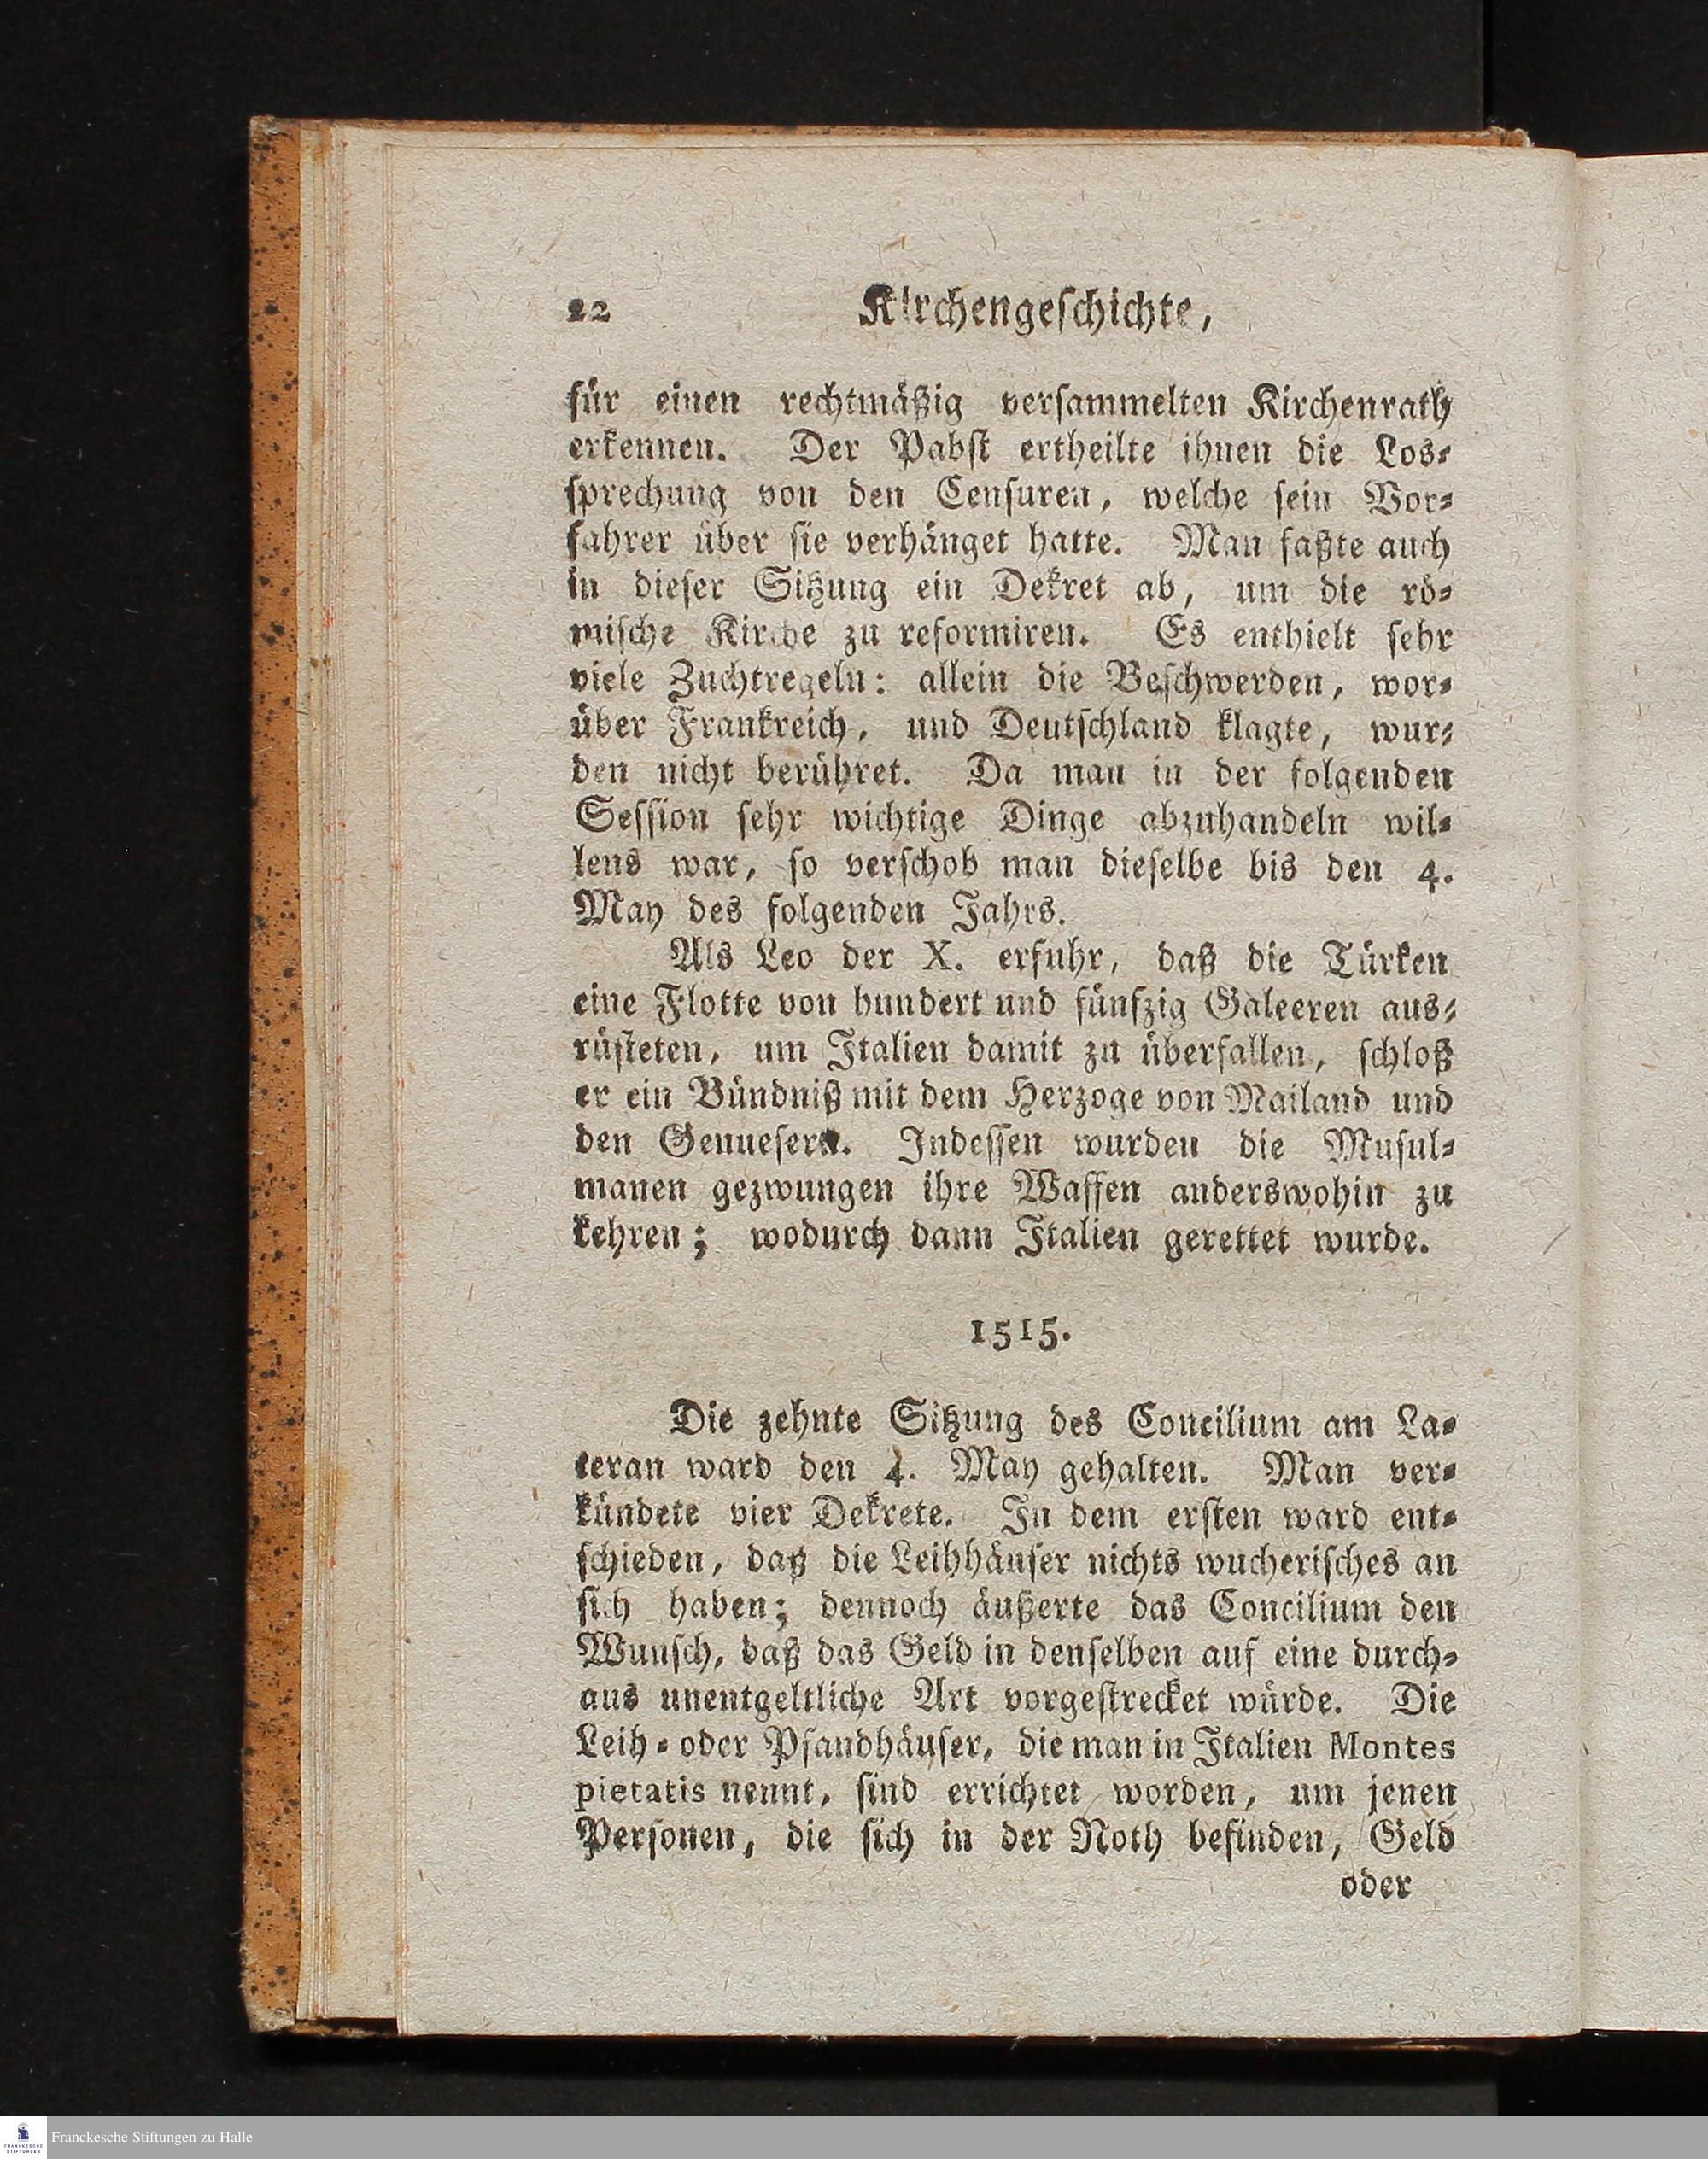 22 Kirchengeschichte,
für einen rechtmäßig versammelten Kirchenrath
erkennen. Der Pabst ertheilte ihnen die Los⸗
sprechung von den Censuren, welche sein Vor⸗
fahrer über sie verhänget hatte. Man faßte auch
in dieser Sitzung ein Dekret ab, um die rö⸗
mische Kirche zu reformiren. Es enthielt sehr
viele Zuchtregeln: allein die Beschwerden, wor⸗
über Frankreich, und Deutschland klagte, wur⸗
den nicht berühret. Da man in der folgenden
Session sehr wichtige Dinge abzuhandeln wil⸗
lens war, so verschob man dieselbe bis den 4.
May des folgenden Jahrs.
Als Leo der X. erfuhr, daß die Türken
eine Flotte von hundert und fünfzig Galeeren aus⸗
rüsteten, um Italien damit zu überfallen, schloß
er ein Bündniß mit dem Herzoge von Mailand und
den Genuesern. Indessen wurden die Musul⸗
manen gezwungen ihre Waffen anderswohin zu
kehren; wodurch dann Italien gerettet wurde.
1515.
Die zehnte Sitzung des Concilium am La⸗
teran ward den 4. May gehalten. Man ver⸗
kündete vier Dekrete. In dem ersten ward ent⸗
schieden, daß die Leihhäuser nichts wucherisches an
sich haben; dennoch äußerte das Concilium den
Wunsch, daß das Geld in denselben auf eine durch⸗
aus unentgeltliche Art vorgestrecket würde. Die
Leih⸗ oder Pfandhäuser, die man in Italien Montes
pietatis nennt, sind errichtet worden, um jenen
Personen, die sich in der Noth befinden, Geld
oder
FRANCKESCHE
STIFTUNGEN
Franckesche Stiftungen zu Halle